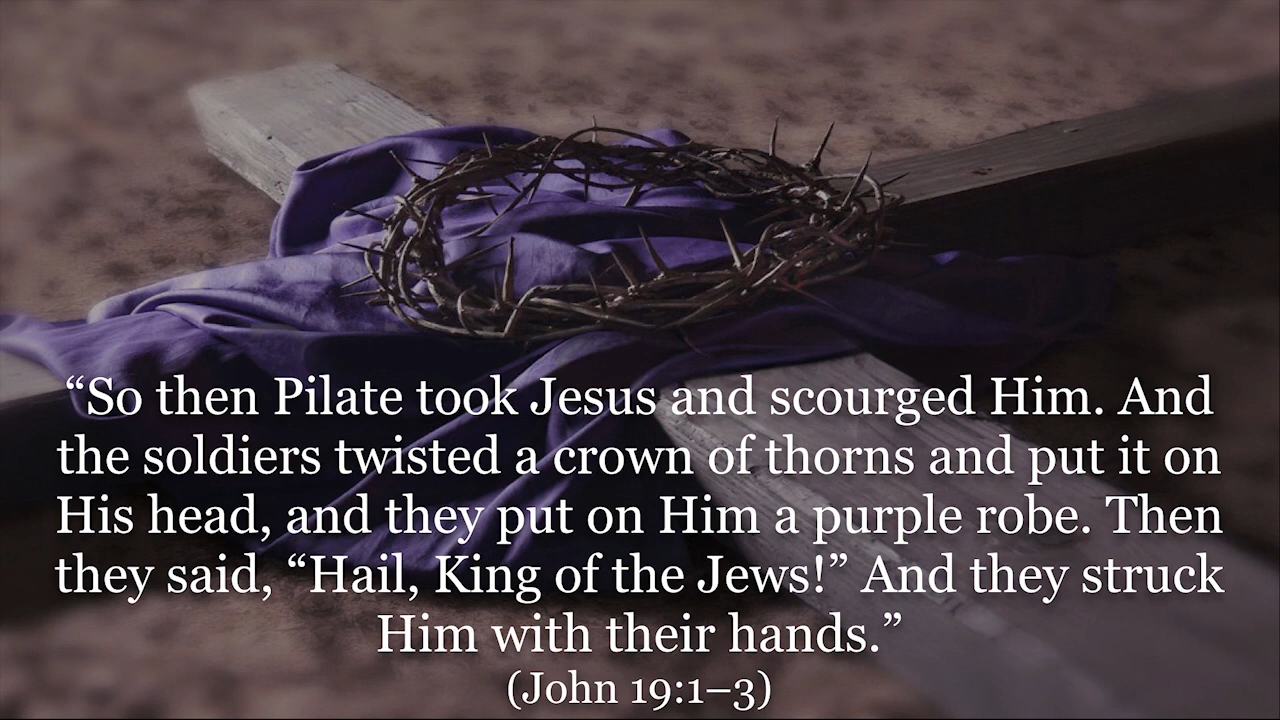 “So then Pilate took Jesus and scourged Him. And
the soldiers twisted a crown of thorns and put it on
His head, and they put on Him a purple robe. Then
they said, “Hail, King of the Jews!” And they struck
Him with their hands.”
(John 19:1–3)